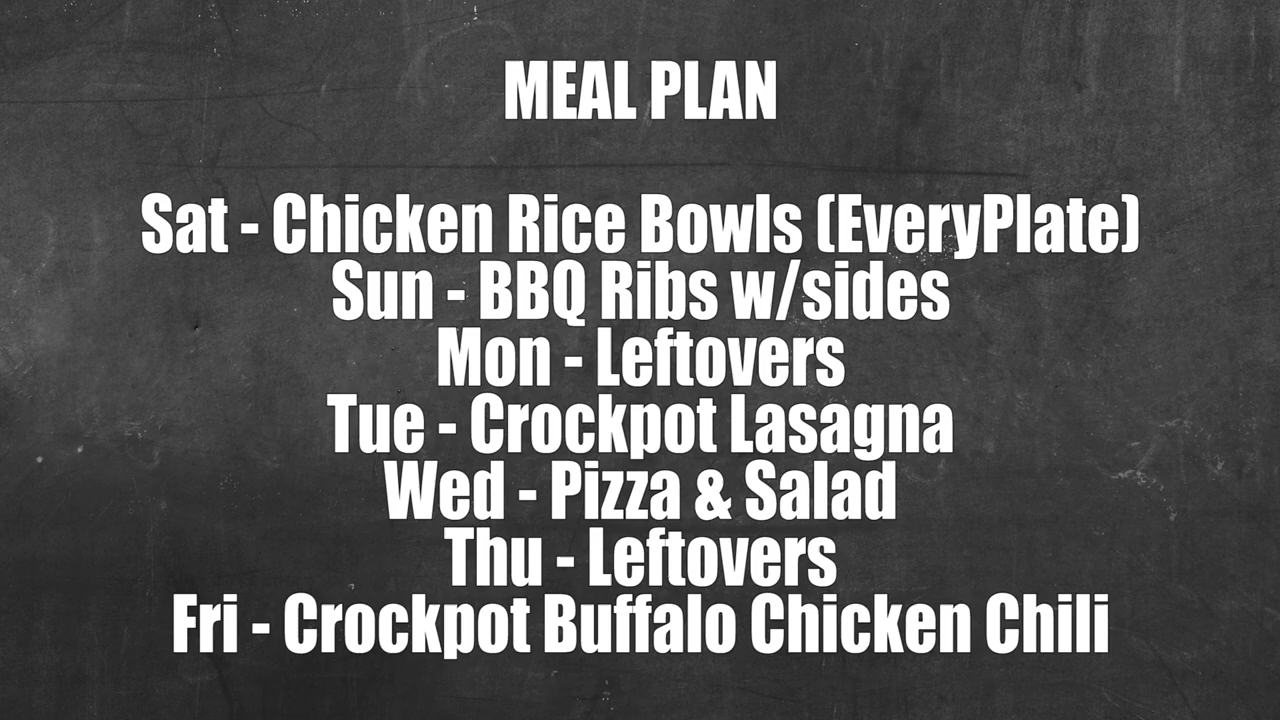 MEAL PLAN
Sat - Chicken Rice Bowls (EveryPlate)
Sun - BBQ Ribs w/sides
Mon - Leftovers
Tue - Crockpot Lasagna
Wed - Pizza & Salad
Thu - Leftovers
Fri - Crockpot Buffalo Chicken Chili